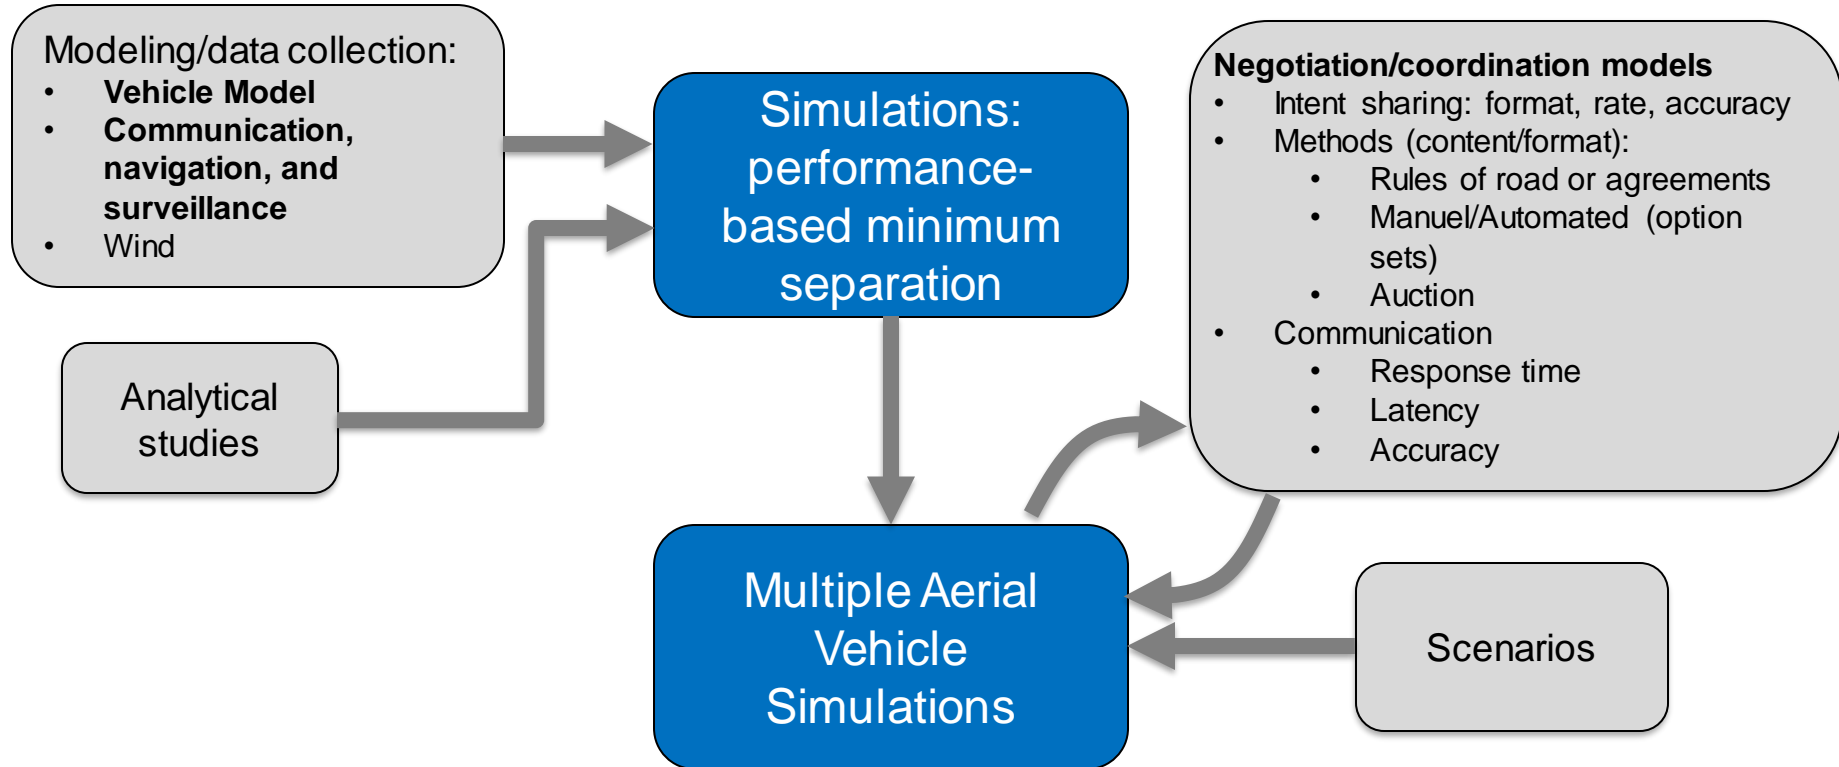 Modeling/data collection:
• Vehicle Model
• Communication,
navigation, and
surveillance
• Wind
Analytical
studies
Simulations:
performance-
based minimum
separation
Multiple Aerial
Vehicle
Simulations
Negotiation/coordination models
• Intent sharing: format, rate, accuracy
• Methods (content/format):
• Rules of road or agreements
• Manuel/Automated (option
sets)
• Auction
• Communication
• Response time
• Latency
• Accuracy
Scenarios